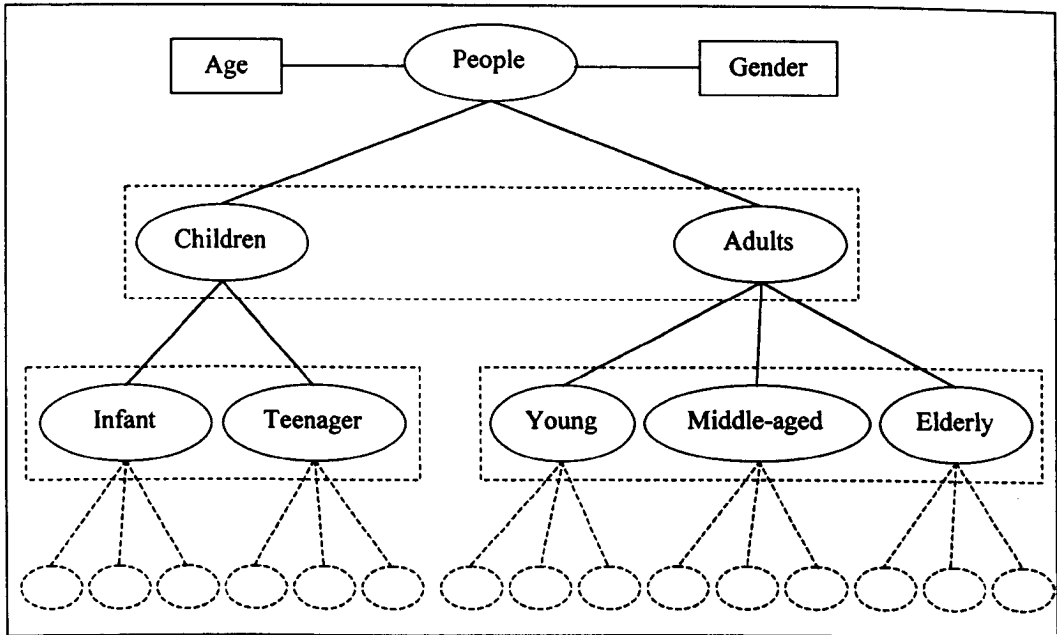 Age
People
Gender
Children
Adults
Infant
Teenager
Young
Middle-aged
Elderly